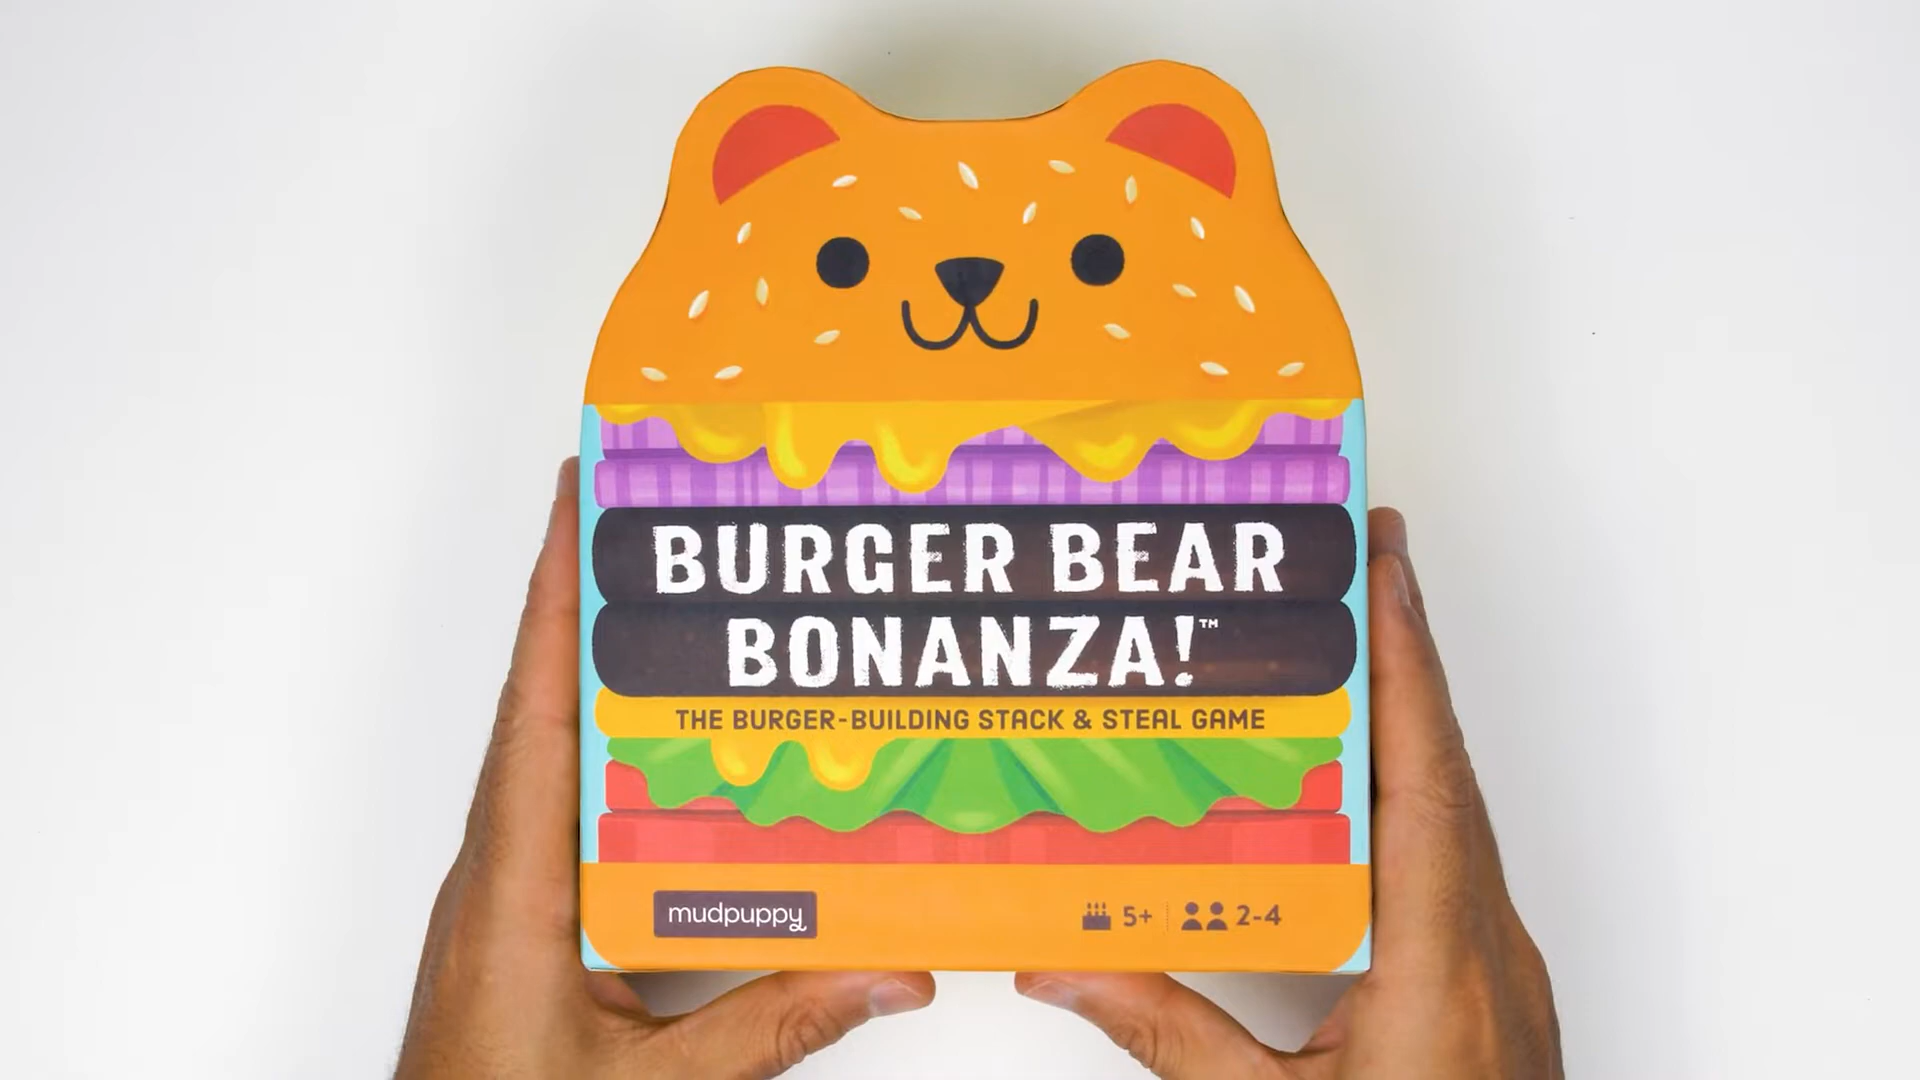 BURGER BEAR
BONANZA!™
THE BURGER-BUILDING STACK & STEAL GAME
mudpuppy
5+ 2-4